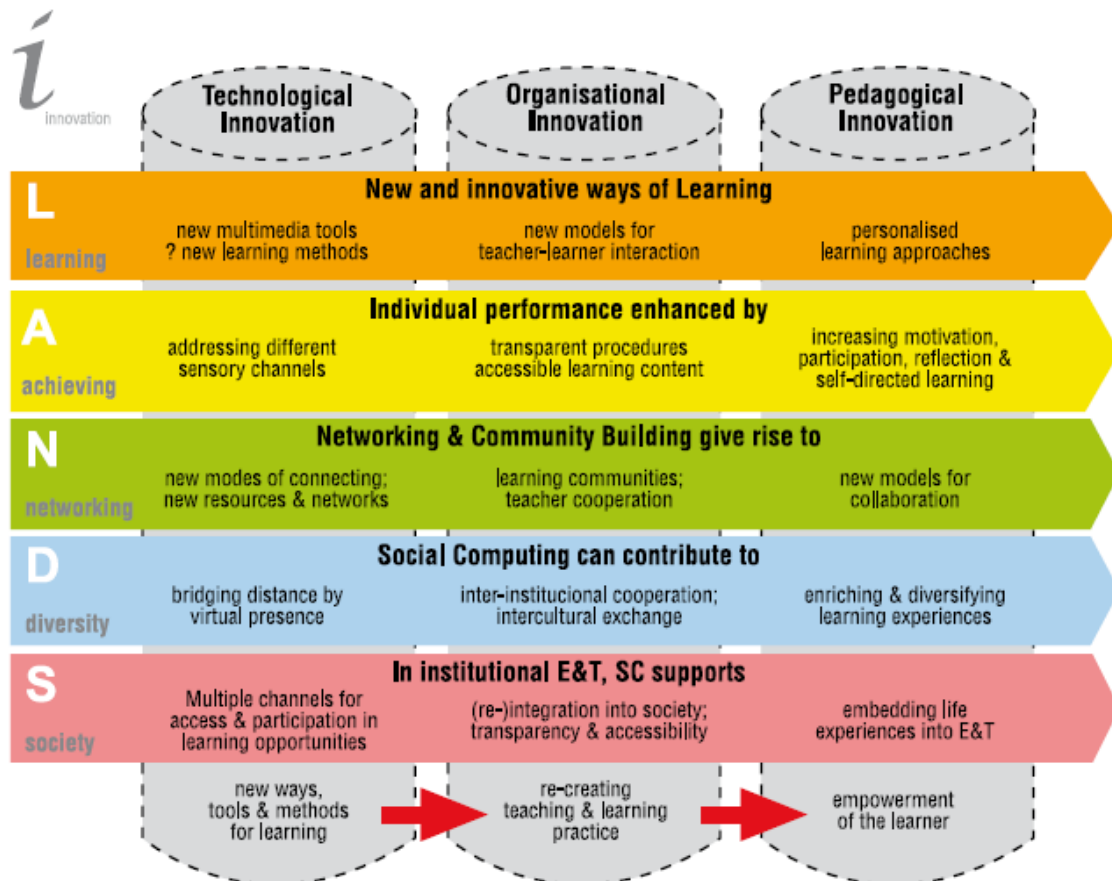 i
innovation
Technological
Innovation
Organisational
Innovation
Pedagogical
Innovation
L
learning
New and innovative ways of Learning
new multimedia tools
? new learning methods
new models for
teacher-learner interaction
personalised
learning approaches
A
achieving
Individual performance enhanced by
addressing different
sensory channels
transparent procedures
accessible learning content
increasing motivation,
participation, reflection &
self-directed learning
N
networking
Networking & Community Building give rise to
new modes of connecting;
new resources & networks
learning communities;
teacher cooperation
new models for
collaboration
D
diversity
Social Computing can contribute to
bridging distance by
virtual presence
inter-institucional cooperation;
intercultural exchange
enriching & diversifying
learning experiences
S
society
In institutional E&T, SC supports
Multiple channels for
access & participation in
learning opportunities
(re-)integration into society;
transparency & accessibility
embedding life
experiences into E&T
new ways,
tools & methods
for learning
re-creating
teaching & learning
practice
empowerment
of the learner